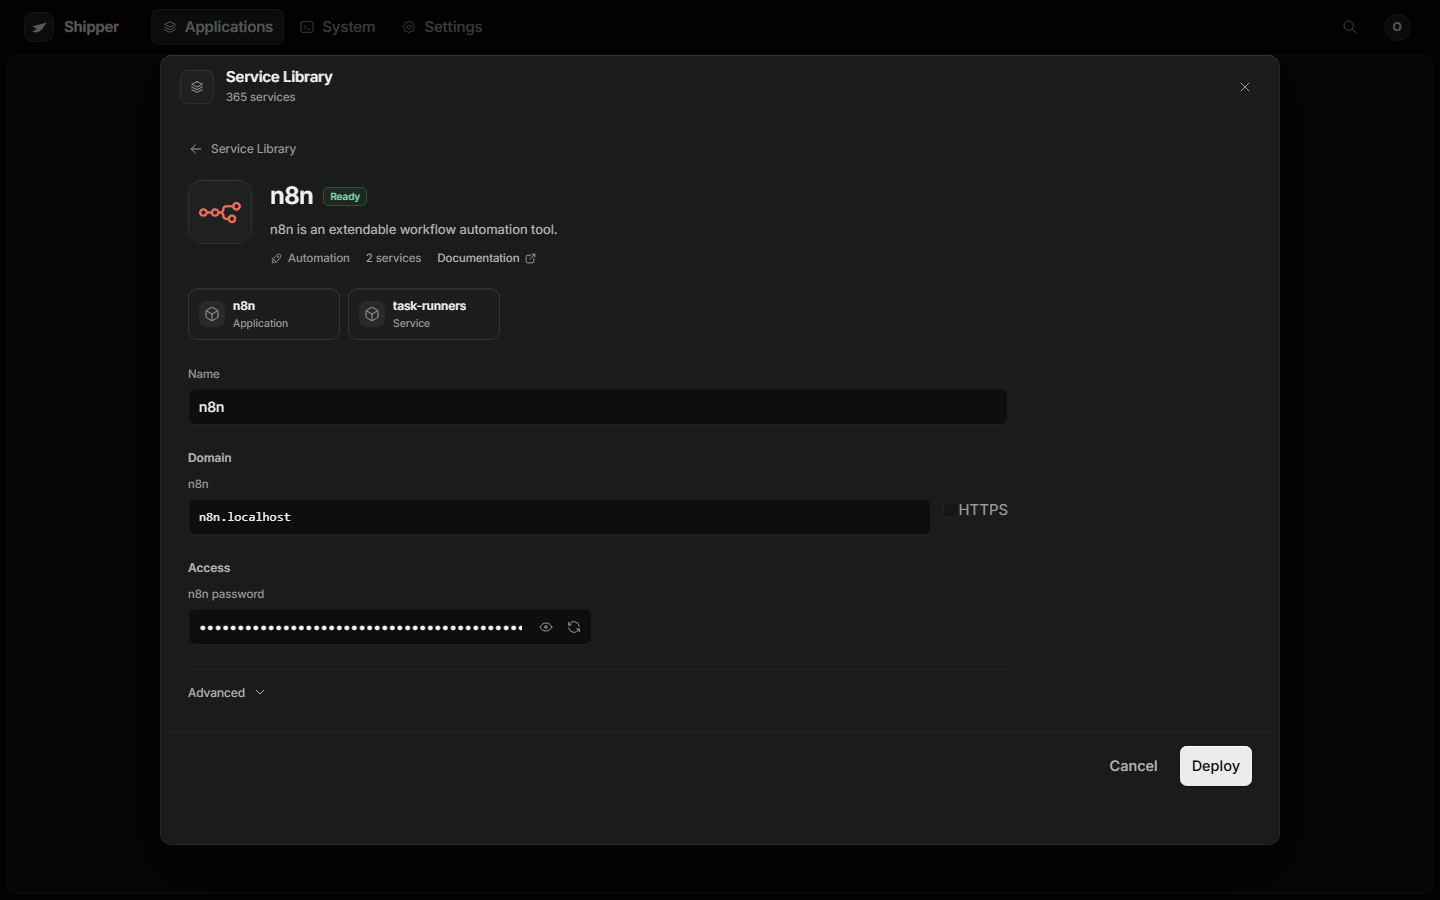 Shipper
Applications
System
Settings
O
Service Library
365 services
Service Library
n8n
Ready
n8n is an extendable workflow automation tool.
Automation
2 services
Documentation
n8n
Application
task-runners
Service
Name
n8n
Domain
n8n
n8n.localhost
HTTPS
Access
n8n password
Advanced
Cancel
Deploy